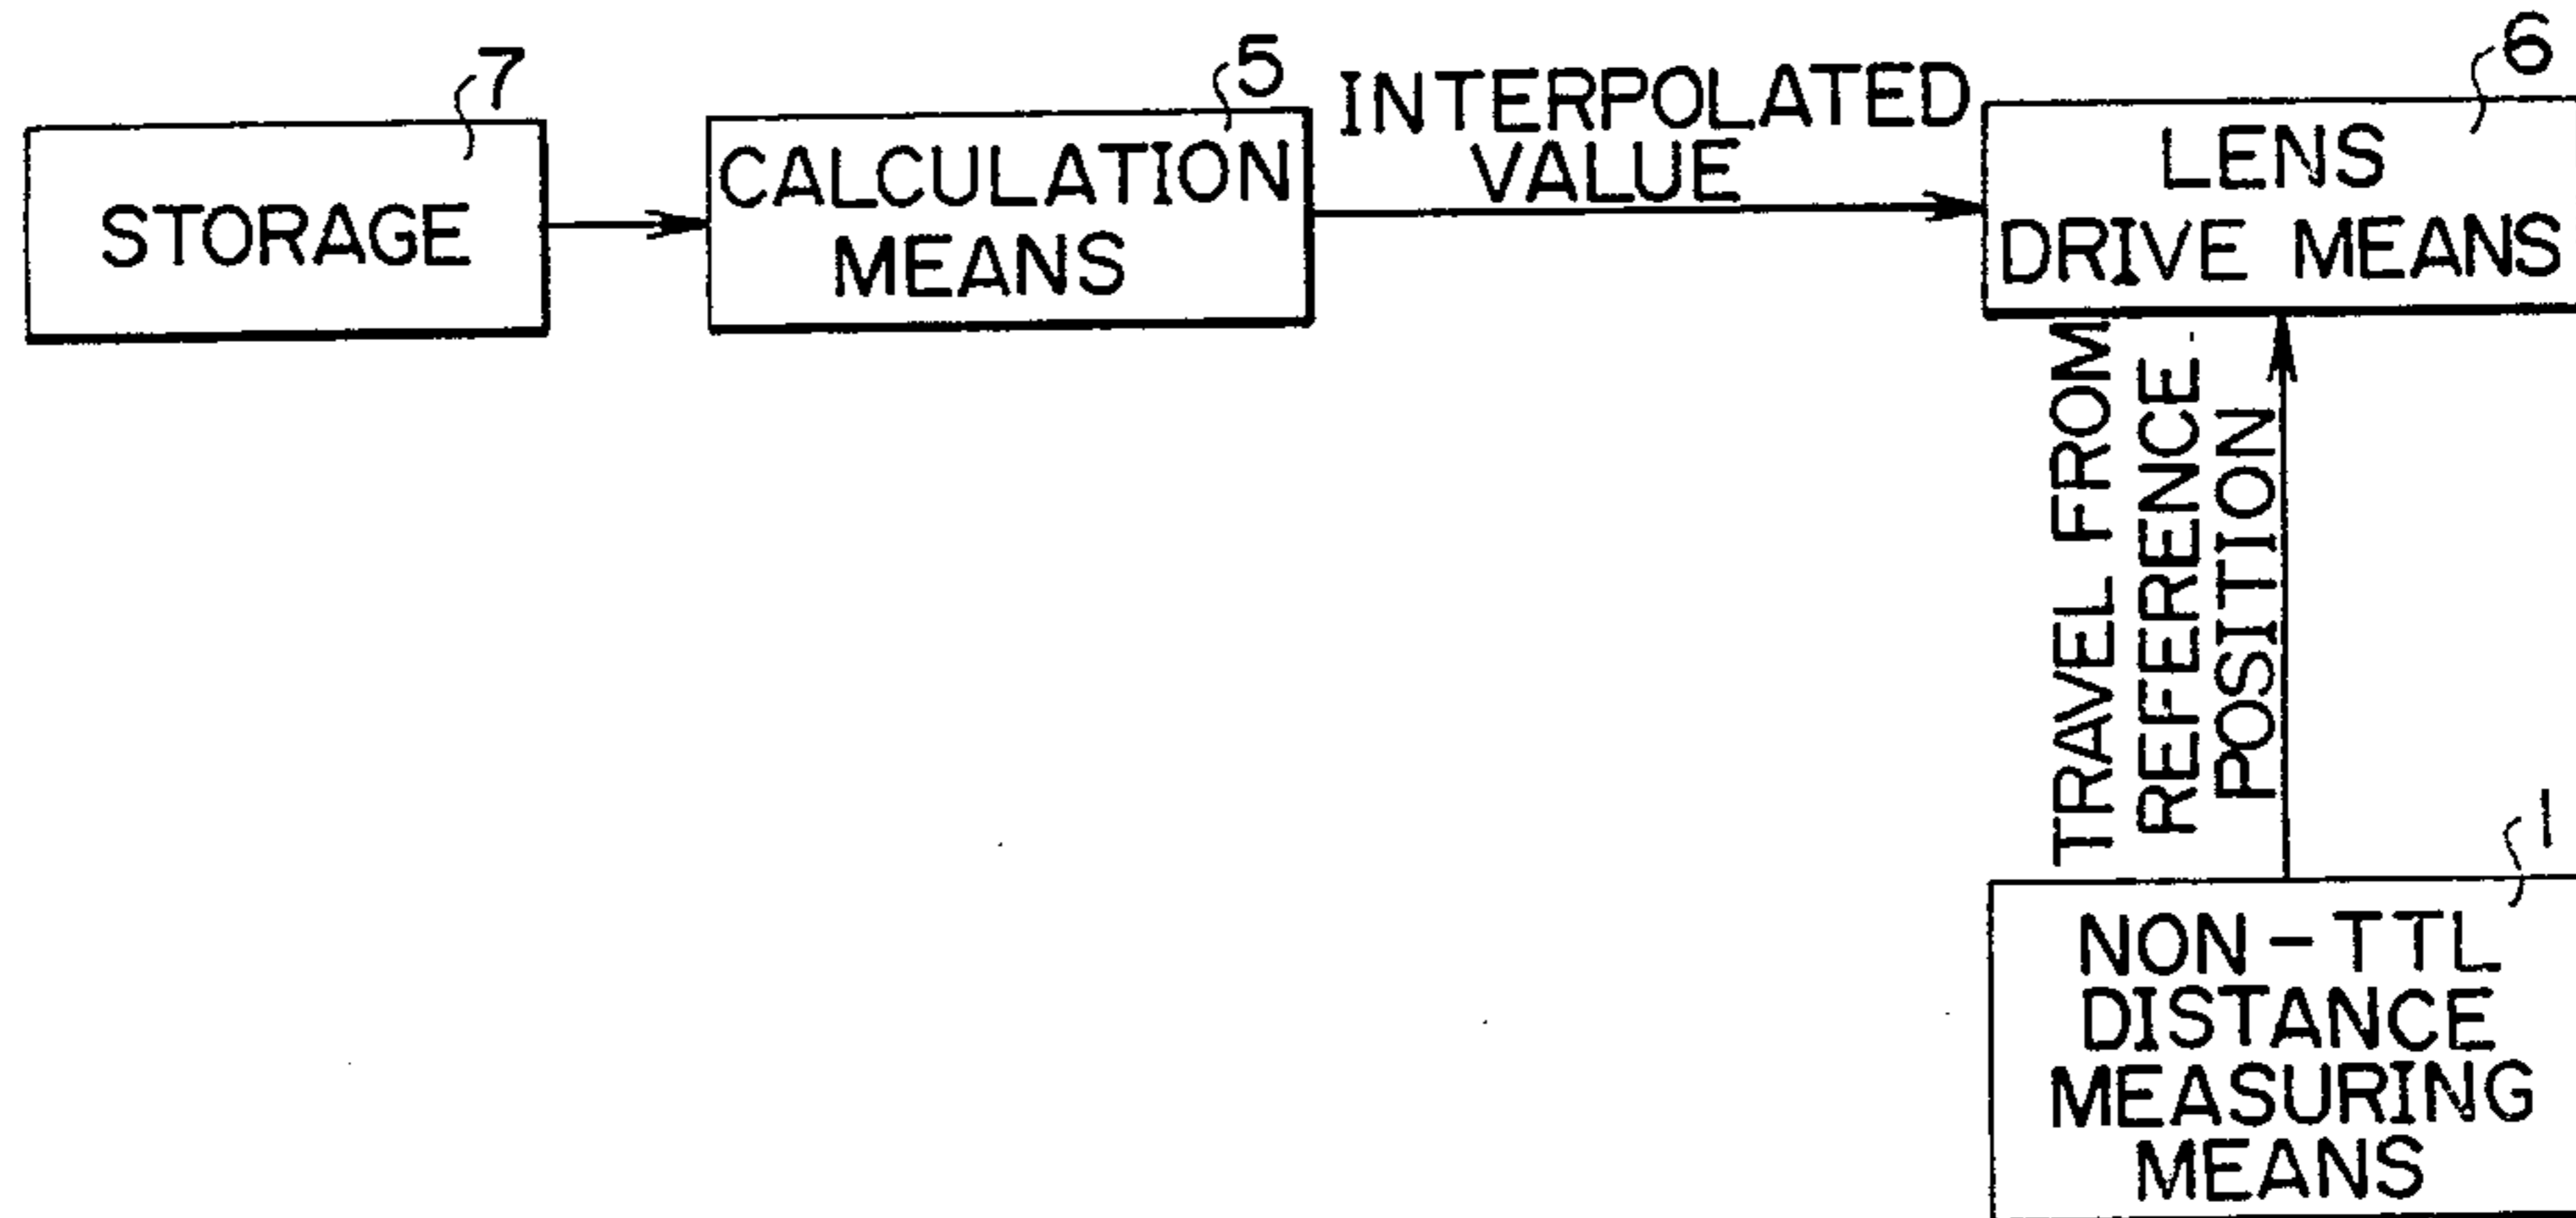 7
STORAGE
5
CALCULATION
MEANS
INTERPOLATED
VALUE
6
LENS
DRIVE MEANS
TRAVEL FROM
REFERENCE
POSITION
1
NON-TTL
DISTANCE
MEASURING
MEANS